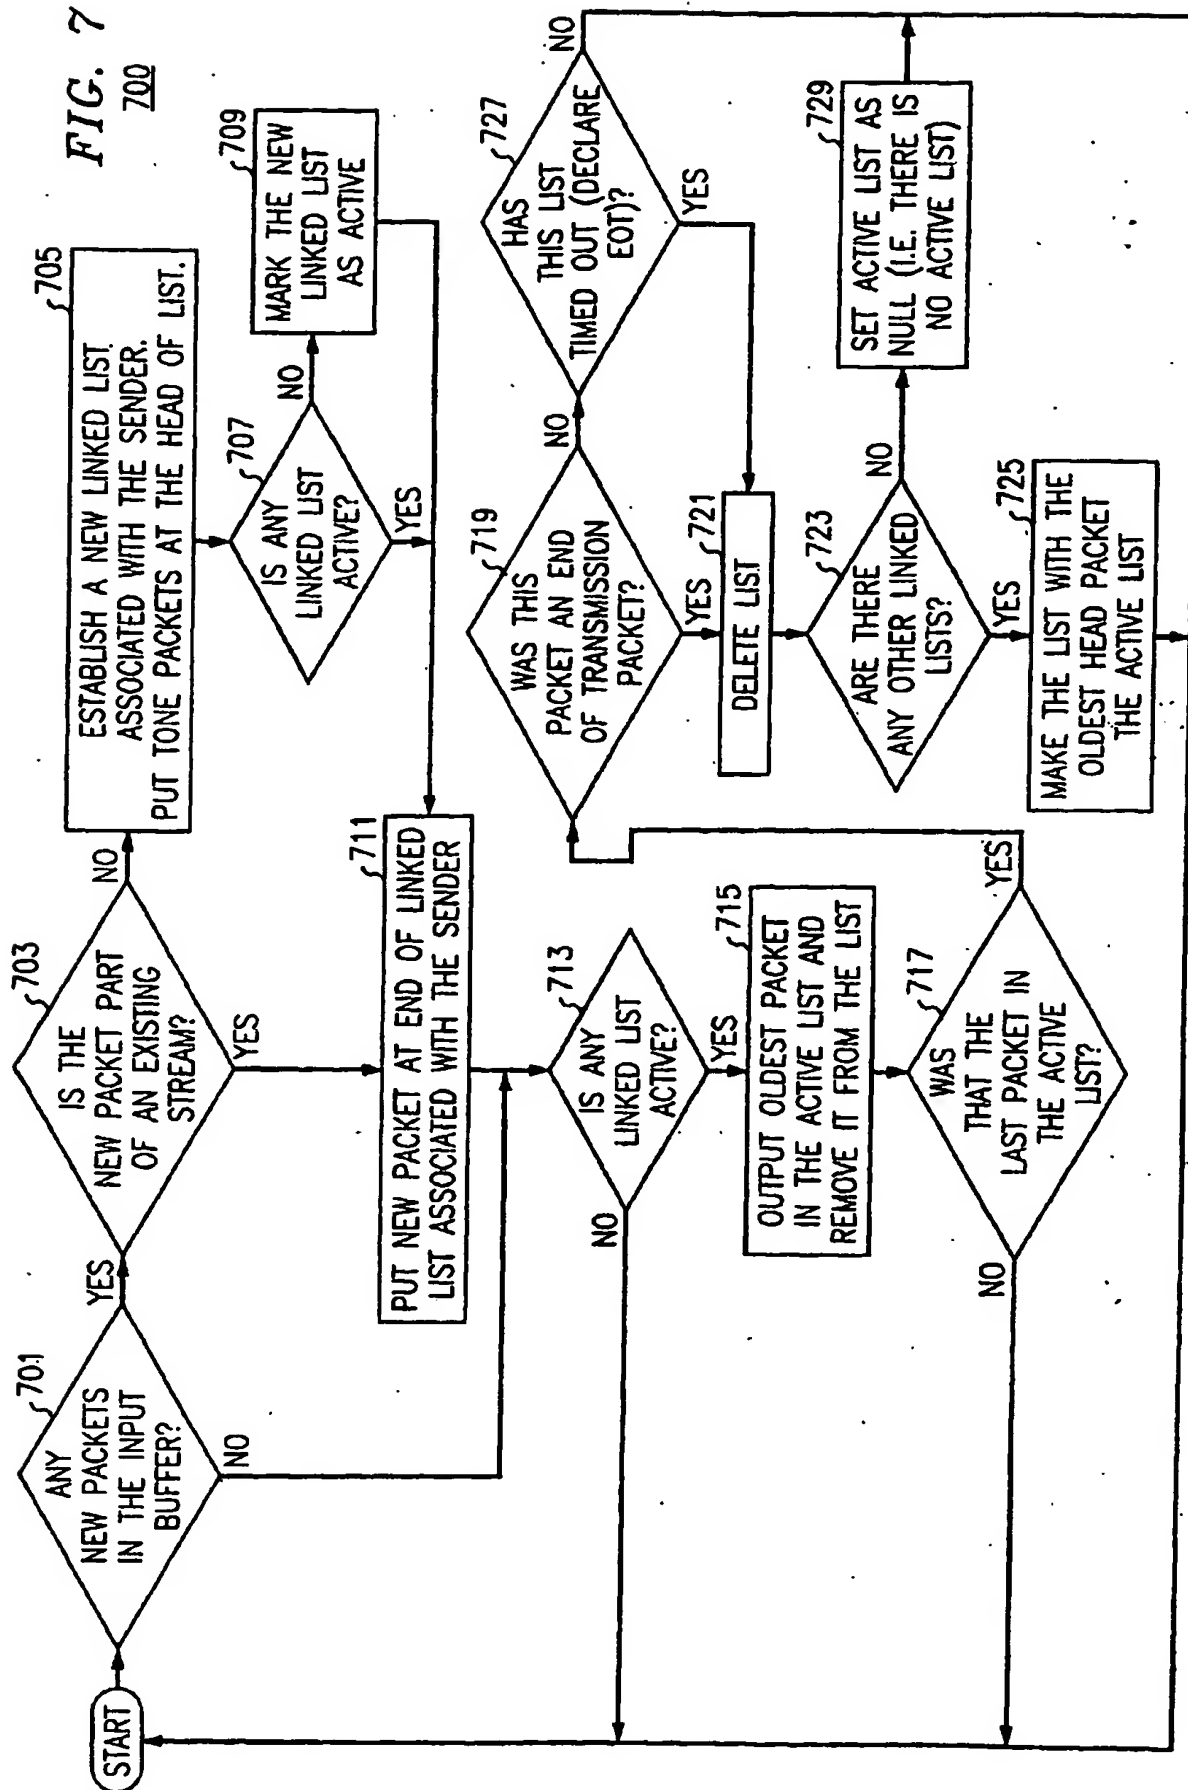 FIG. 7
700
START
701
ANY
NEW PACKETS
IN THE INPUT
BUFFER?
YES
NO
703
IS THE
NEW PACKET PART
OF AN EXISTING
STREAM?
NO
YES
705
ESTABLISH A NEW LINKED LIST
ASSOCIATED WITH THE SENDER.
PUT TONE PACKETS AT THE HEAD OF LIST.
707
IS ANY
LINKED LIST
ACTIVE?
NO
YES
709
MARK THE NEW
LINKED LIST
AS ACTIVE
711
PUT NEW PACKET AT END OF LINKED
LIST ASSOCIATED WITH THE SENDER
713
IS ANY
LINKED LIST
ACTIVE?
NO
YES
715
OUTPUT OLDEST PACKET
IN THE ACTIVE LIST AND
REMOVE IT FROM THE LIST
717
WAS
THAT THE
LAST PACKET IN
THE ACTIVE
LIST?
NO
YES
719
WAS THIS
PACKET AN END
OF TRANSMISSION
PACKET?
NO
YES
721
DELETE LIST
723
ARE THERE
ANY OTHER LINKED
LISTS?
NO
YES
725
MAKE THE LIST WITH THE
OLDEST HEAD PACKET
THE ACTIVE LIST
727
HAS
THIS LIST
TIMED OUT (DECLARE
EOT)?
NO
YES
729
SET ACTIVE LIST AS
NULL (I.E. THERE IS
NO ACTIVE LIST)